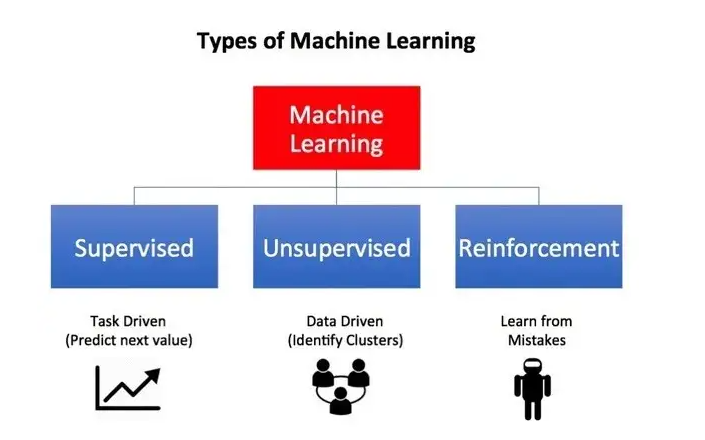 Types of Machine Learning
Machine
Learning
Supervised
Unsupervised
Reinforcement
Task Driven
(Predict next value)
Data Driven
(Identify Clusters)
Learn from
Mistakes